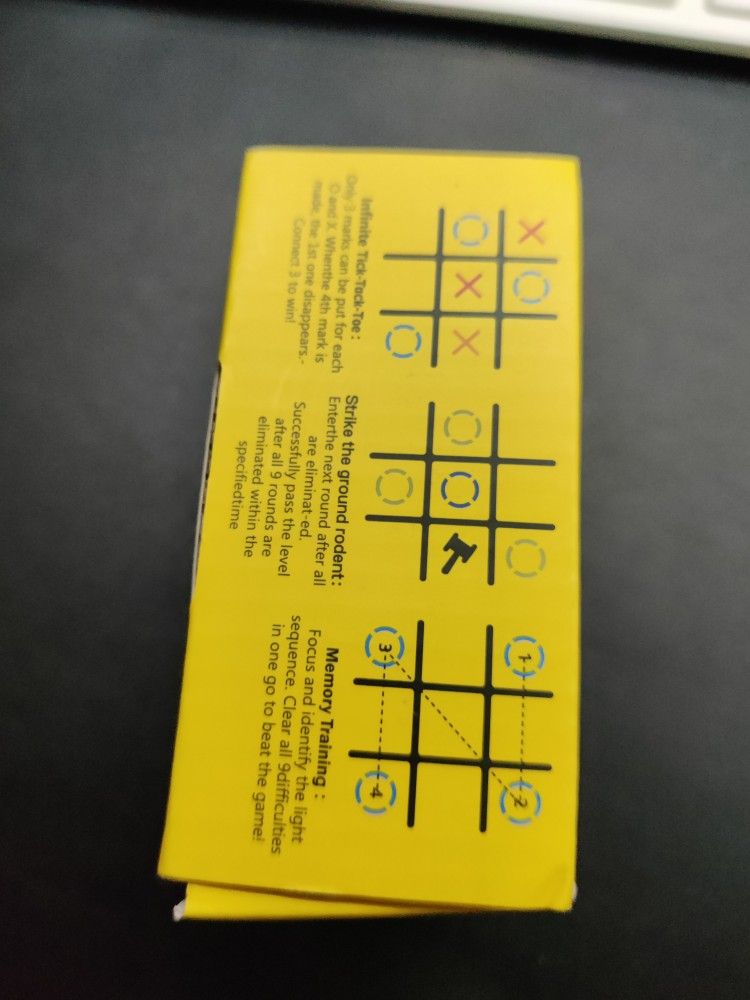 Infinite Tick-Tack-Toe:
Only 3 marks can be put for each
'O and X. Whenthe 4th mark is
made, the 1st one disappears.-
Connect 3 to win!
Strike the ground rodent:
Enterthe next round after all
are eliminat-ed.
Successfully pass the level
after all 9 rounds are
eliminated within the
specifiedtime
1
2
3
4
Memory Training :
Focus and identify the light
sequence. Clear all 9difficulties
in one go to beat the game!